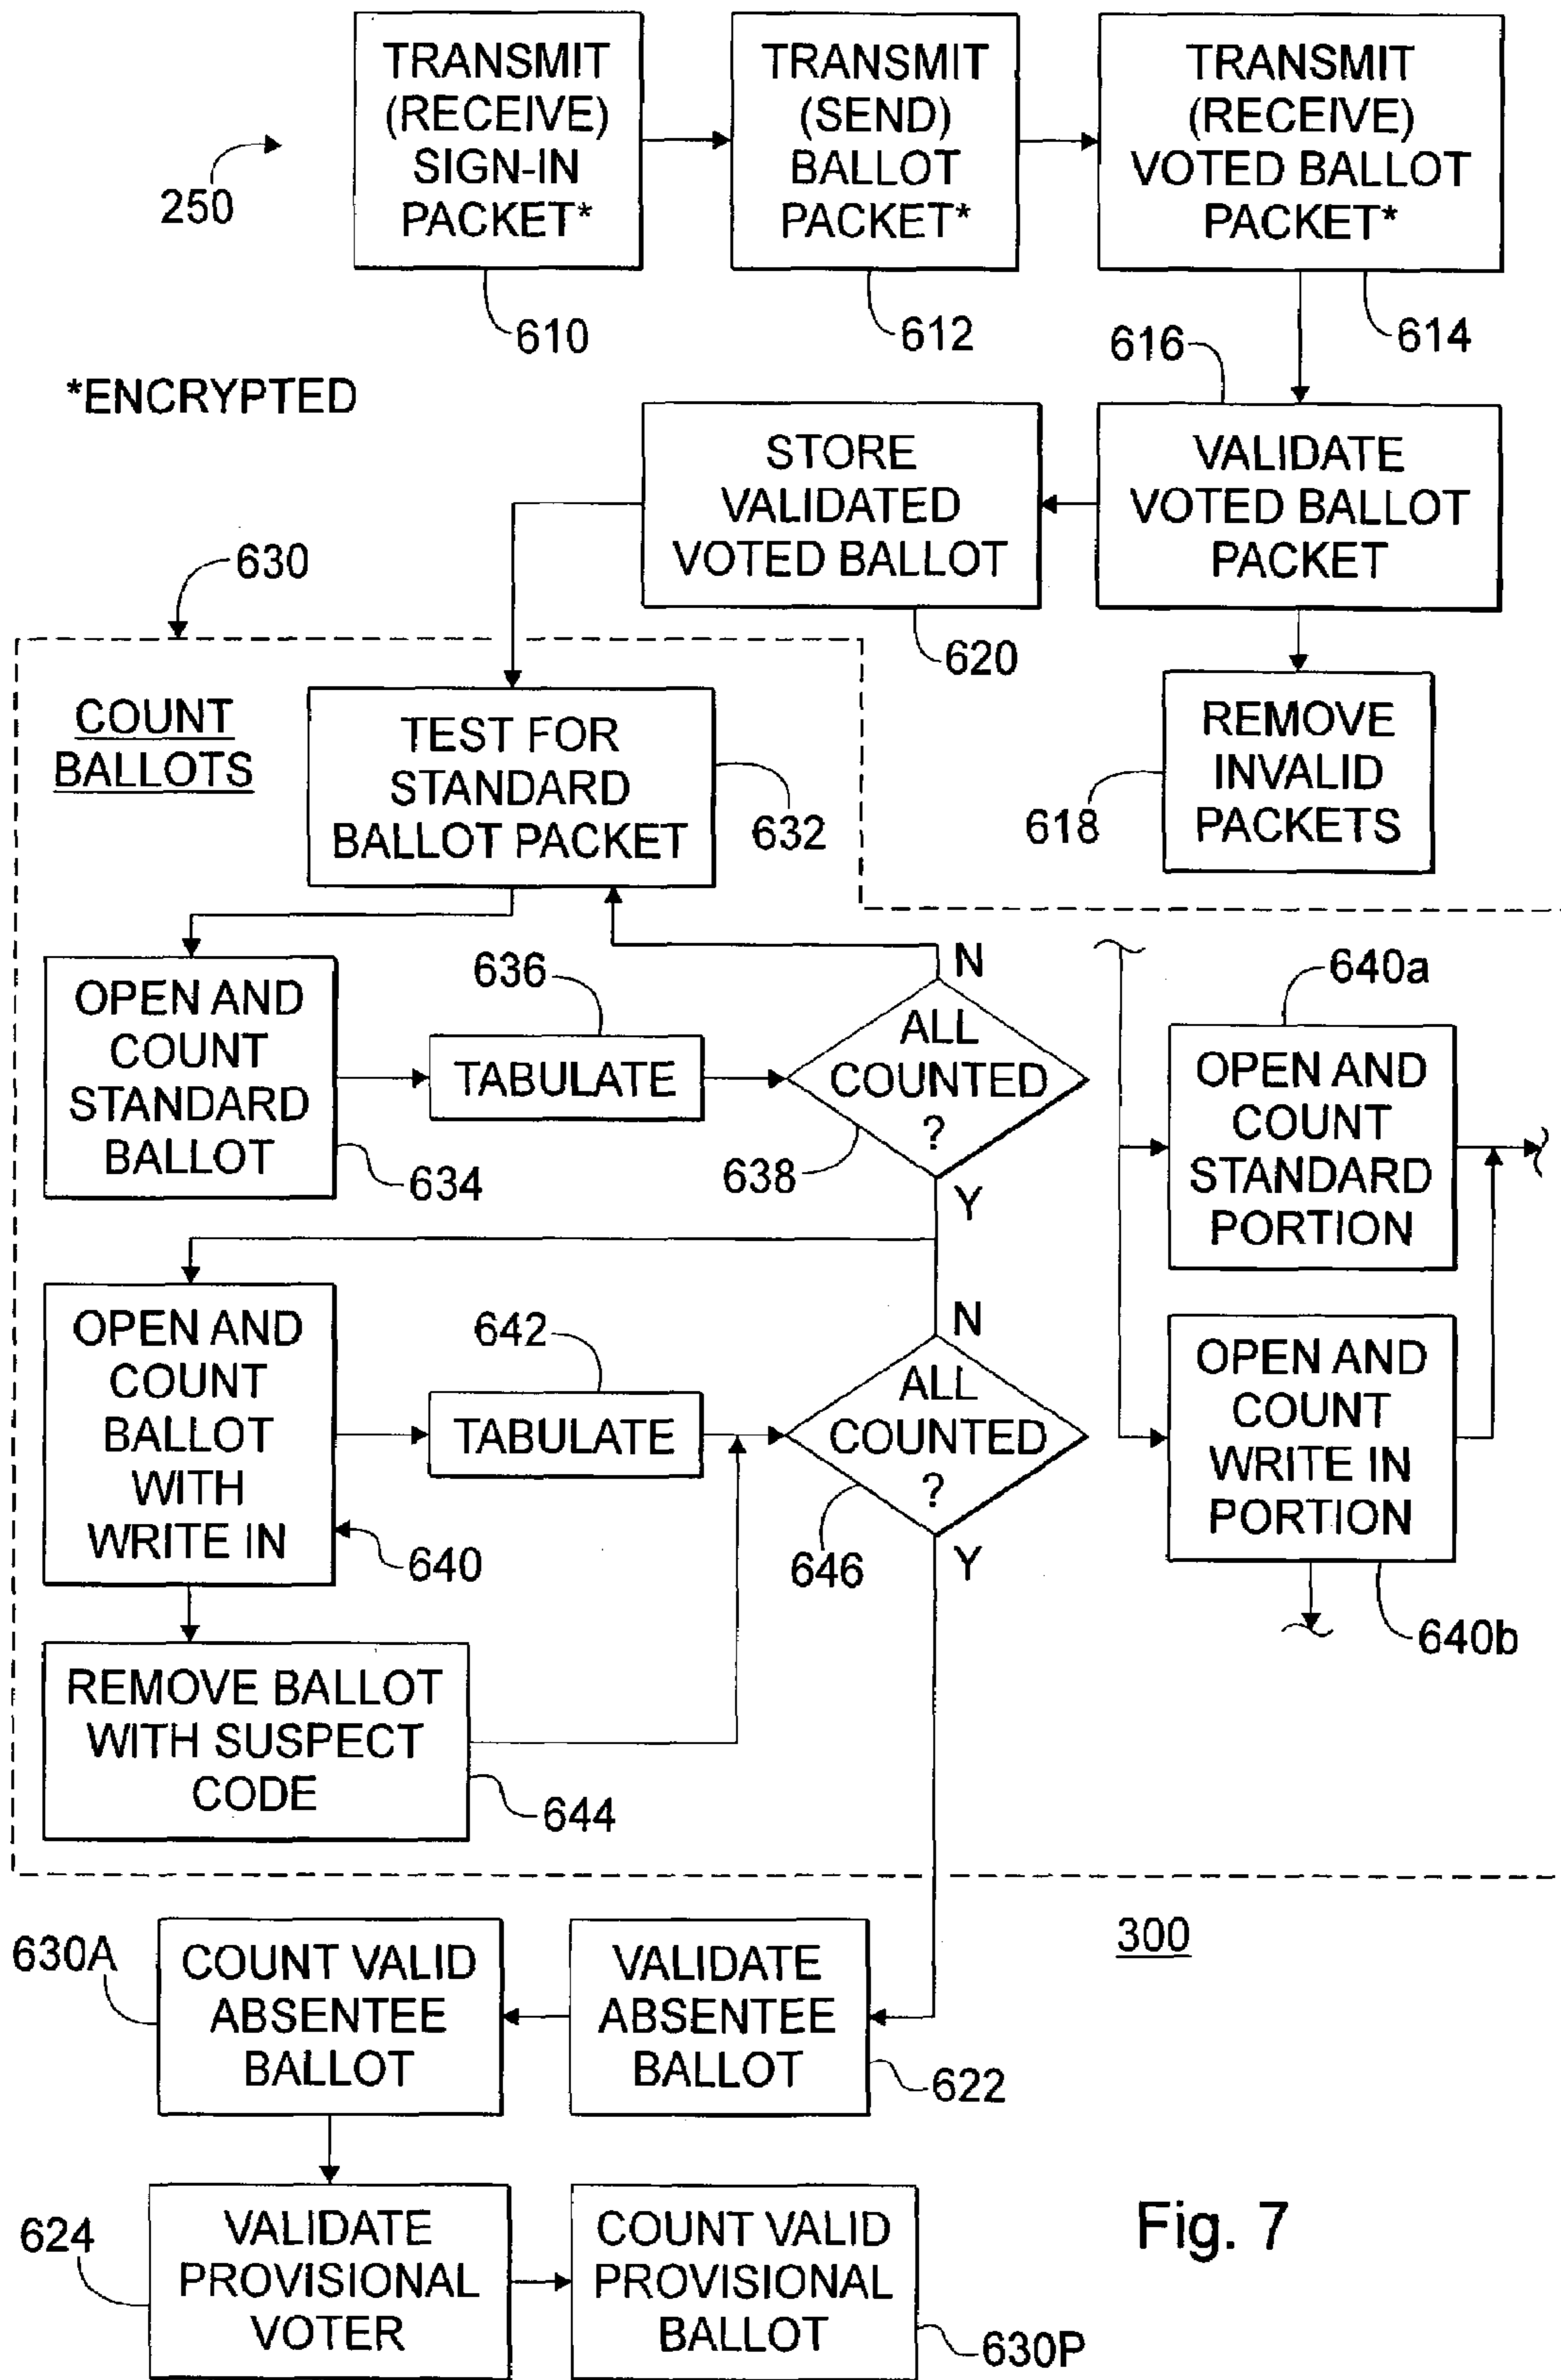 TRANSMIT
(RECEIVE)
SIGN-IN
PACKET*
TRANSMIT
(SEND)
BALLOT
PACKET*
TRANSMIT
(RECEIVE)
VOTED BALLOT
PACKET*
250
610
612
614
616
*ENCRYPTED
STORE
VALIDATED
VOTED BALLOT
VALIDATE
VOTED BALLOT
PACKET
630
620
COUNT
BALLOTS
TEST FOR
STANDARD
BALLOT PACKET
632
REMOVE
INVALID
PACKETS
618
OPEN AND
COUNT
STANDARD
BALLOT
634
636
TABULATE
N
ALL
COUNTED
?
638
Y
640a
OPEN AND
COUNT
STANDARD
PORTION
OPEN AND
COUNT
BALLOT
WITH
WRITE IN
640
642
TABULATE
N
ALL
COUNTED
?
646
Y
OPEN AND
COUNT
WRITE IN
PORTION
640b
REMOVE BALLOT
WITH SUSPECT
CODE
644
630A
COUNT VALID
ABSENTEE
BALLOT
VALIDATE
ABSENTEE
BALLOT
622
300
624
VALIDATE
PROVISIONAL
VOTER
COUNT VALID
PROVISIONAL
BALLOT
630P
Fig. 7